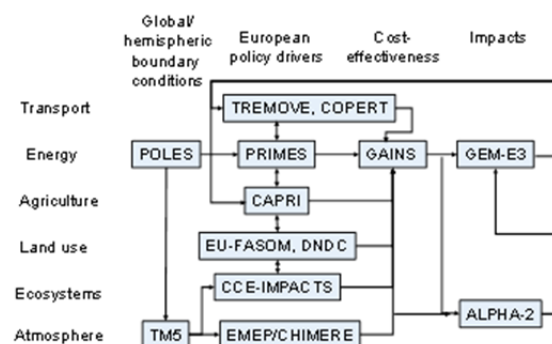 Global/
hemispheric
boundary
conditions
European
policy drivers
Cost-
effectiveness
Impacts
Transport
TREMOVE, COPERT
Energy
POLES
PRIMES
GAINS
GEM-E3
Agriculture
CAPRI
Land use
EU-FASOM, DNDC
Ecosystems
CCE-IMPACTS
ALPHA-2
Atmosphere
TM5
EMEP/CHIMERE